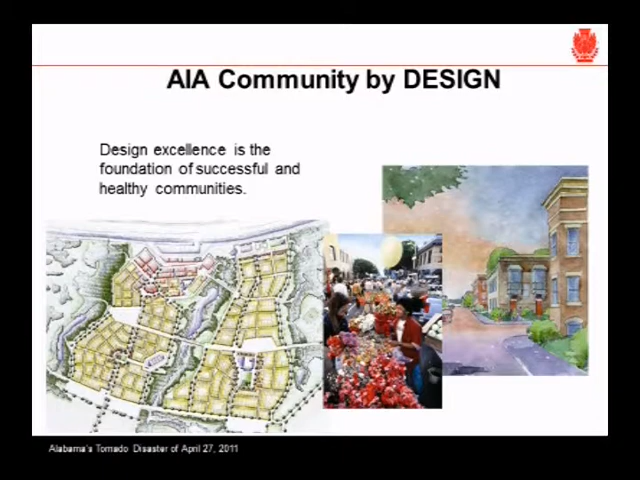 AIA Community by DESIGN
Design excellence is the
foundation of successful and
healthy communities.
Alabama's Tornado Disaster of April 27, 2011